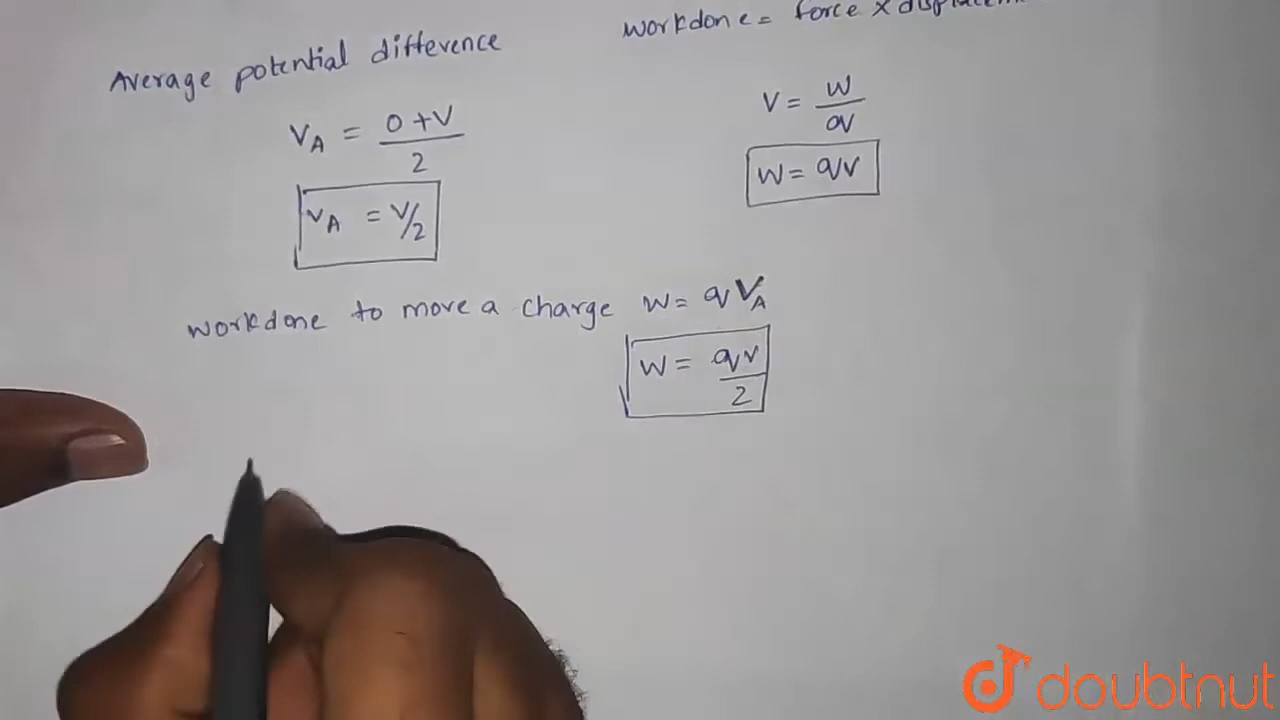 workdone = force × displacem
Average potential difference
V_A = 0 + V / 2
V_A = V/2
V = W / qV
W = qV
workdone to move a charge W = qV_A
W = qV / 2
doubtnut